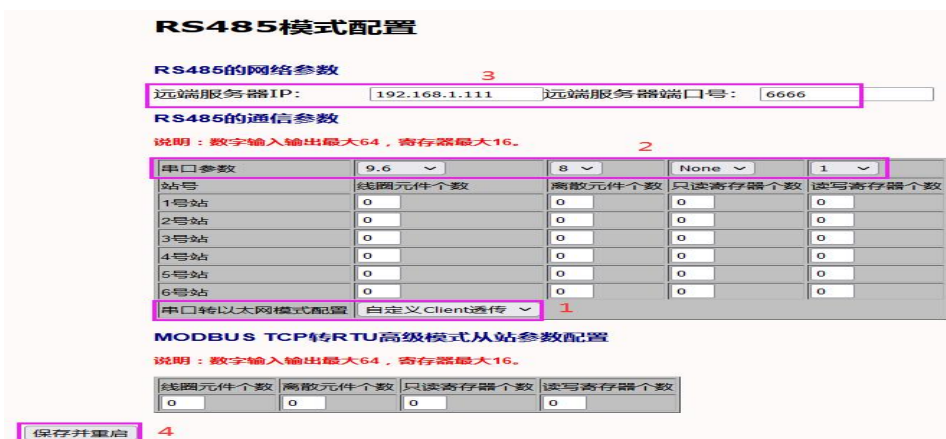 RS485模式配置
RS485的网络参数
3
远端服务器IP: 192.168.1.111 远端服务器端口号: 6666
RS485的通信参数
说明：数字输入输出最大64，寄存器最大16。
2
串口参数 9.6 8 None 1
站号 线圈元件个数 离散元件个数 只读寄存器个数 读写寄存器个数
1号站 0 0 0 0
2号站 0 0 0 0
3号站 0 0 0 0
4号站 0 0 0 0
5号站 0 0 0 0
6号站 0 0 0 0
串口转以太网模式配置 自定义Client透传 1
MODBUS TCP转RTU高级模式从站参数配置
说明：数字输入输出最大64，寄存器最大16。
线圈元件个数 离散元件个数 只读寄存器个数 读写寄存器个数
0 0 0 0
保存并重启 4